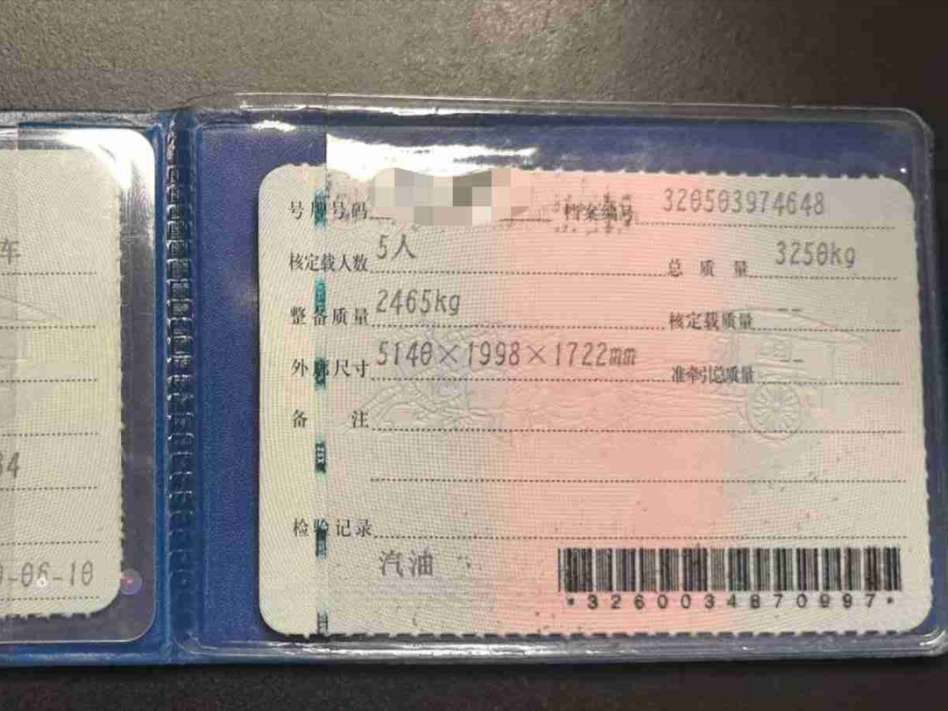 车
34
-06-10
号牌号码 档案编号 320503974648
核定载人数 5人 总质量 3250kg
整备质量 2465kg 核定载质量 --
外廓尺寸 5140×1998×1722mm 准牵引总质量 --
备注
检验记录
汽油
*3260034870997*